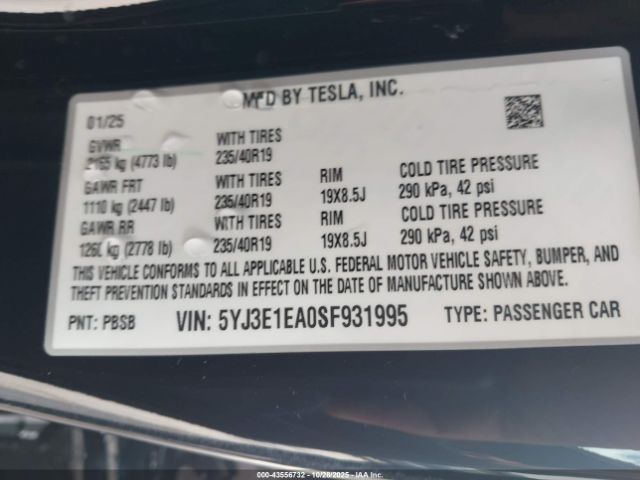 MFD BY TESLA, INC.
01/25
GVWR WITH TIRES
2165 kg (4773 lb) 235/40R19
GAWR FRT WITH TIRES RIM COLD TIRE PRESSURE
1110 kg (2447 lb) 235/40R19 19X8.5J 290 kPa, 42 psi
GAWR RR WITH TIRES RIM COLD TIRE PRESSURE
1260 kg (2778 lb) 235/40R19 19X8.5J 290 kPa, 42 psi
THIS VEHICLE CONFORMS TO ALL APPLICABLE U.S. FEDERAL MOTOR VEHICLE SAFETY, BUMPER, AND
THEFT PREVENTION STANDARDS IN EFFECT ON THE DATE OF MANUFACTURE SHOWN ABOVE.
PNT: PBSB VIN: 5YJ3E1EA0SF931995 TYPE: PASSENGER CAR
000-43556732 - 10/28/2025 - IAA Inc.